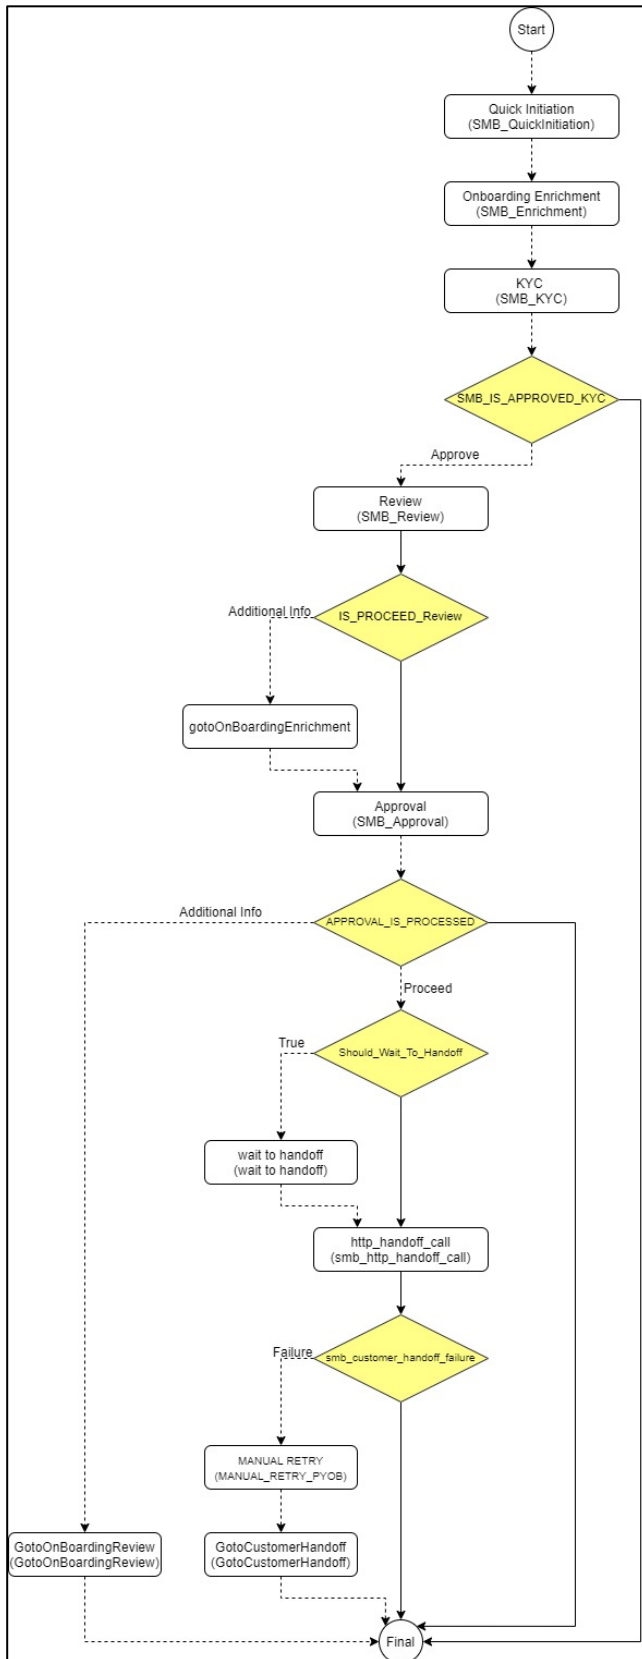 Start
Quick Initiation
(SMB_QuickInitiation)
Onboarding Enrichment
(SMB_Enrichment)
KYC
(SMB_KYC)
SMB_IS_APPROVED_KYC
Approve
Review
(SMB_Review)
Additional Info
IS_PROCEED_Review
gotoOnBoardingEnrichment
Approval
(SMB_Approval)
Additional Info
APPROVAL_IS_PROCESSED
Proceed
True
Should_Wait_To_Handoff
wait to handoff
(wait to handoff)
http_handoff_call
(smb_http_handoff_call)
Failure
smb_customer_handoff_failure
MANUAL RETRY
(MANUAL_RETRY_PYOB)
GotoOnBoardingReview
(GotoOnBoardingReview)
GotoCustomerHandoff
(GotoCustomerHandoff)
Final